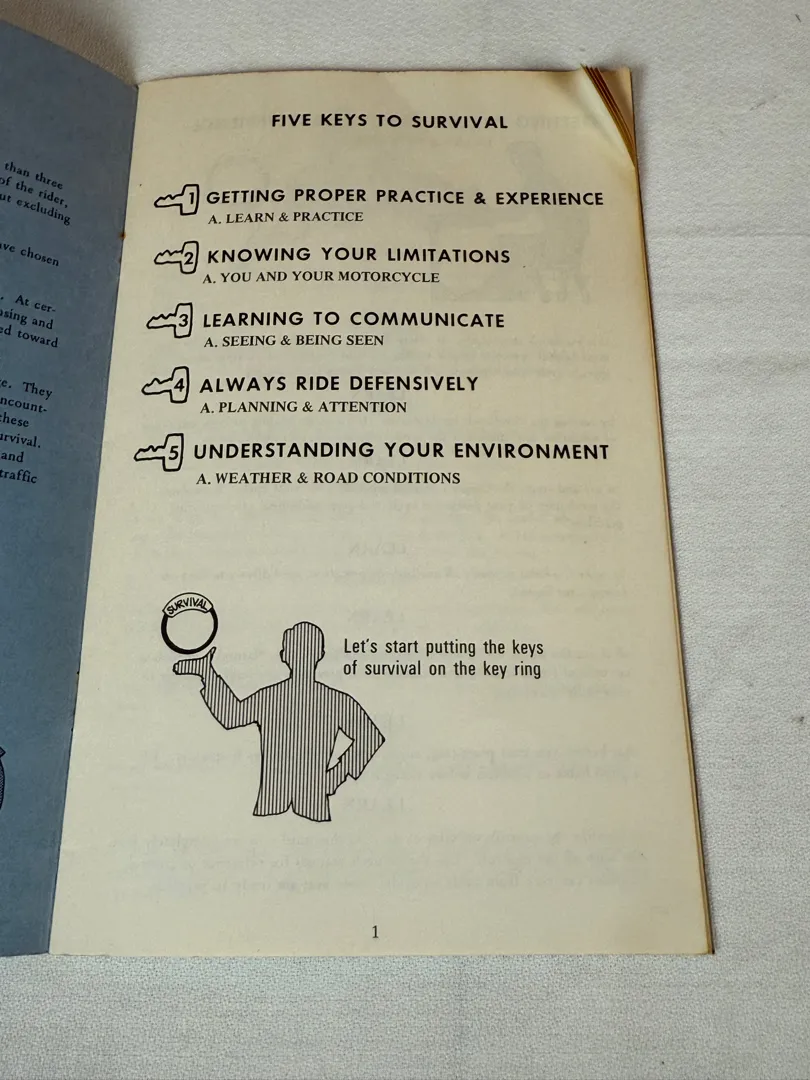 than three
of the rider,
ut excluding
ve chosen
. At cer-
osing and
ed toward
e. They
ncount-
these
urvival.
and
traffic
FIVE KEYS TO SURVIVAL
1 GETTING PROPER PRACTICE & EXPERIENCE
A. LEARN & PRACTICE
2 KNOWING YOUR LIMITATIONS
A. YOU AND YOUR MOTORCYCLE
3 LEARNING TO COMMUNICATE
A. SEEING & BEING SEEN
4 ALWAYS RIDE DEFENSIVELY
A. PLANNING & ATTENTION
5 UNDERSTANDING YOUR ENVIRONMENT
A. WEATHER & ROAD CONDITIONS
SURVIVAL
Let's start putting the keys
of survival on the key ring
1